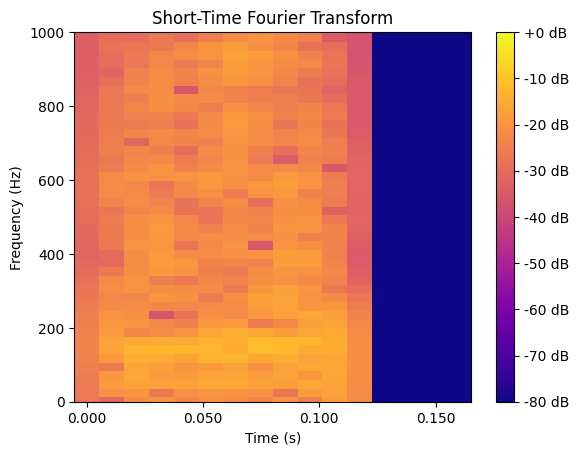 Short-Time Fourier Transform
1000
800
600
400
200
0
Frequency (Hz)
0.000
0.050
0.100
0.150
Time (s)
+0 dB
-10 dB
-20 dB
-30 dB
-40 dB
-50 dB
-60 dB
-70 dB
-80 dB